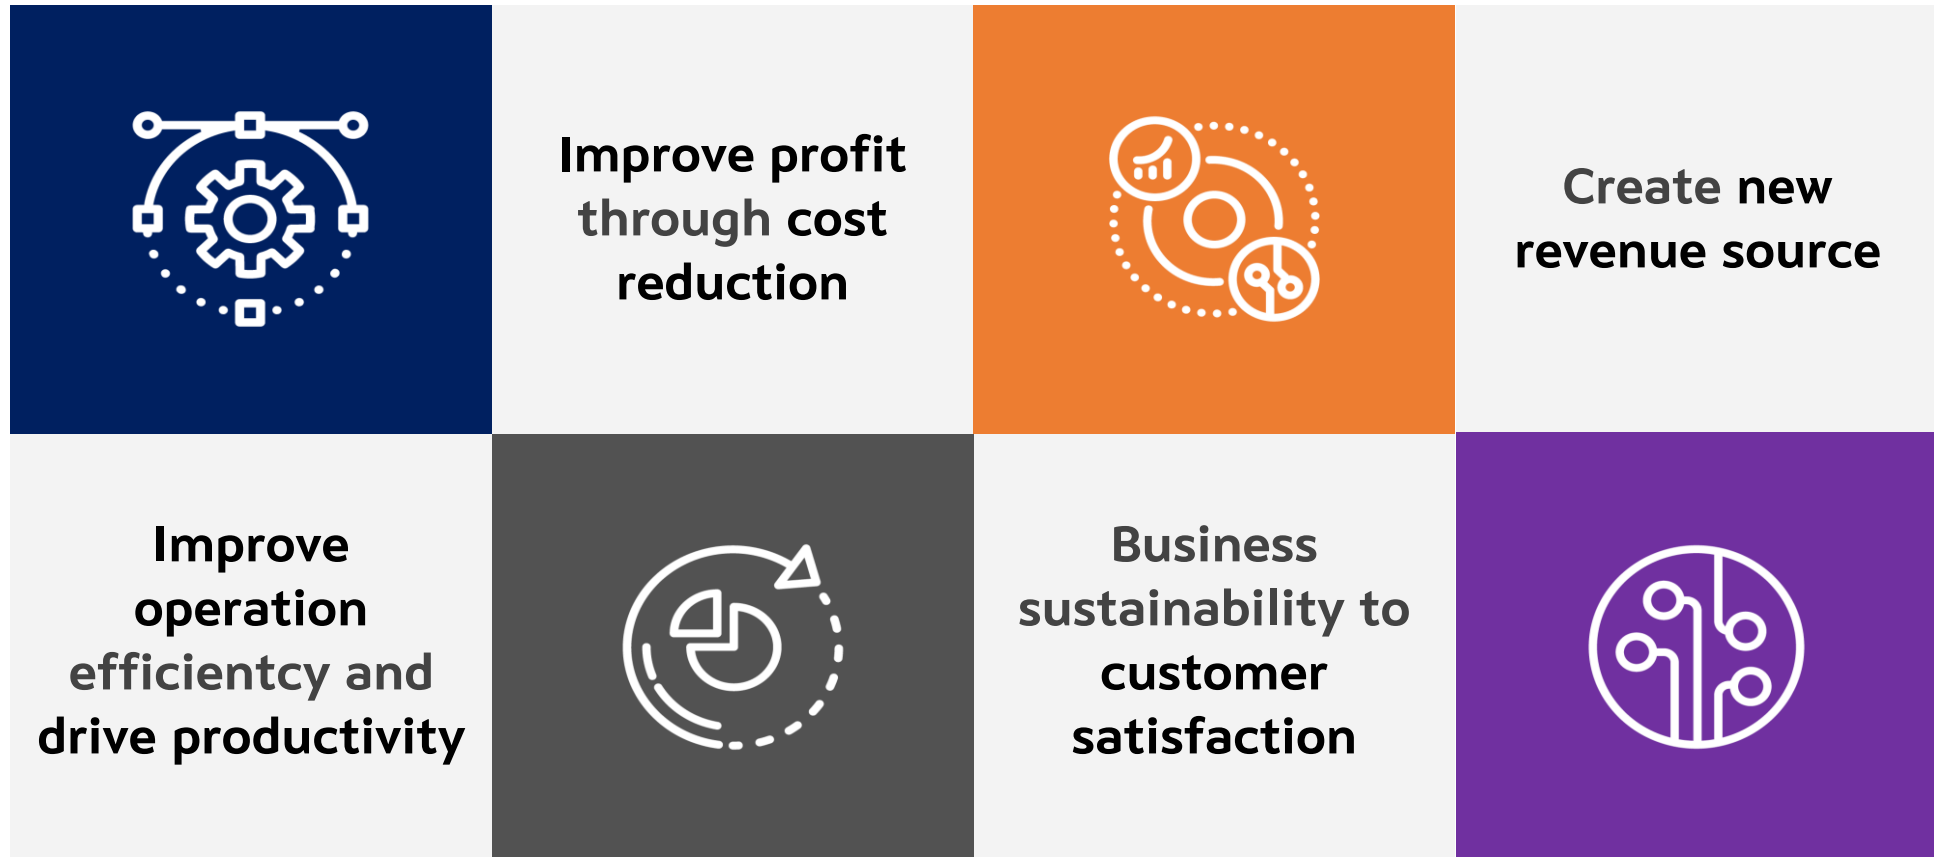 Improve profit
through cost
reduction
Create new
revenue source
Improve
operation
efficientcy and
drive productivity
Business
sustainability to
customer
satisfaction